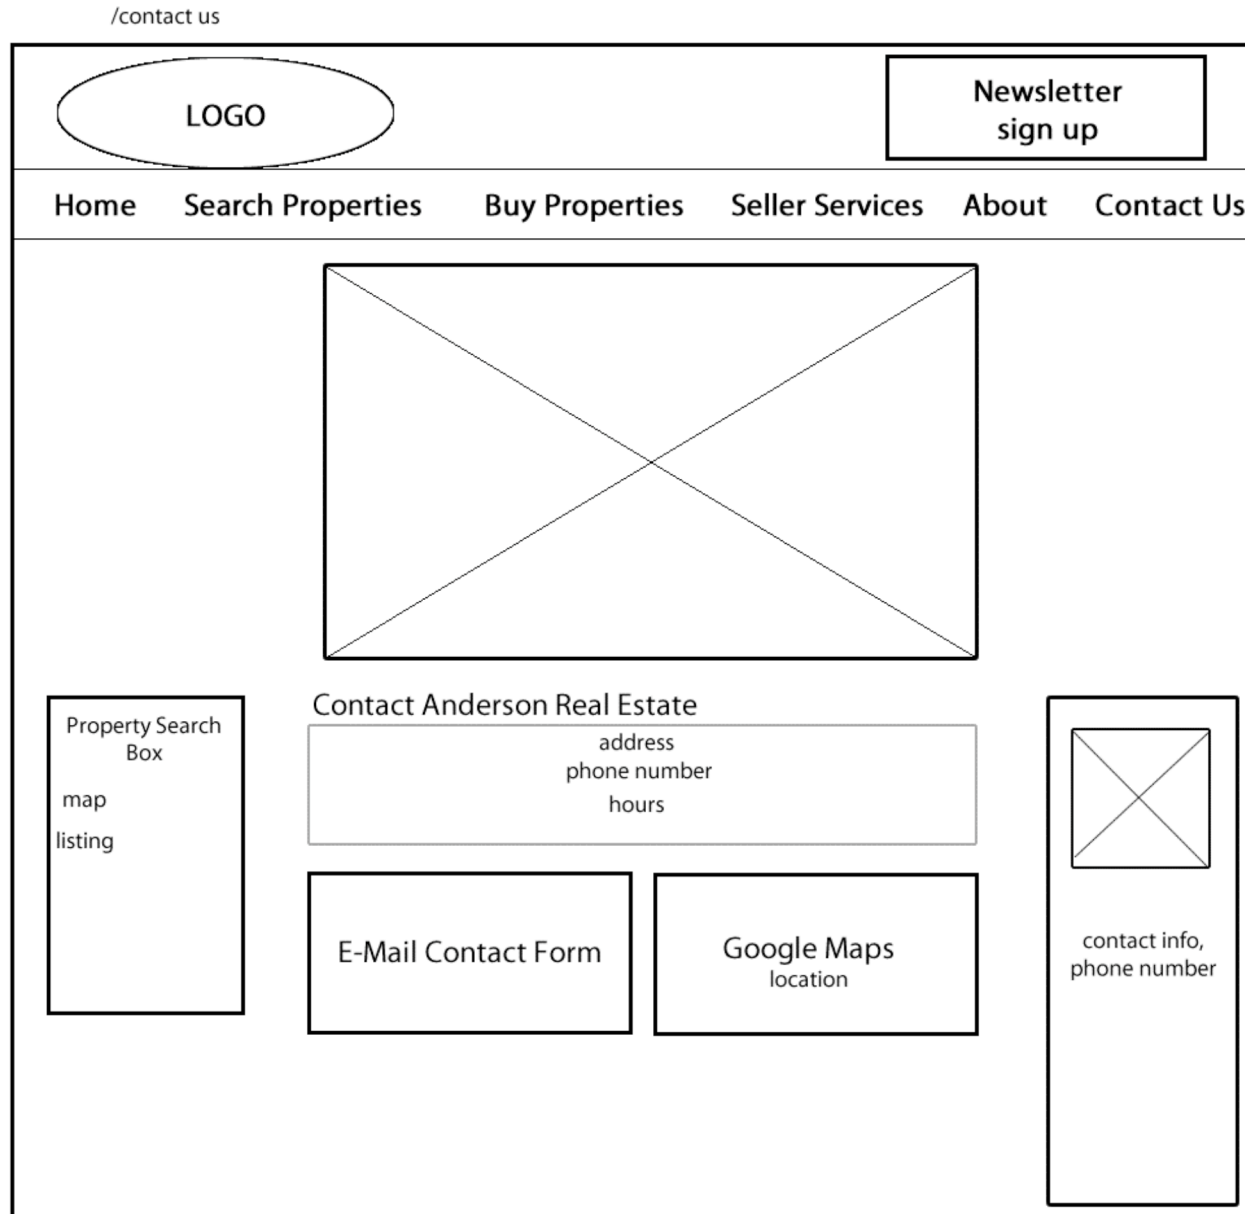 /contact us
LOGO
Newsletter
sign up
Home Search Properties Buy Properties Seller Services About Contact Us
Property Search
Box
map
listing
Contact Anderson Real Estate
address
phone number
hours
E-Mail Contact Form
Google Maps
location
contact info,
phone number